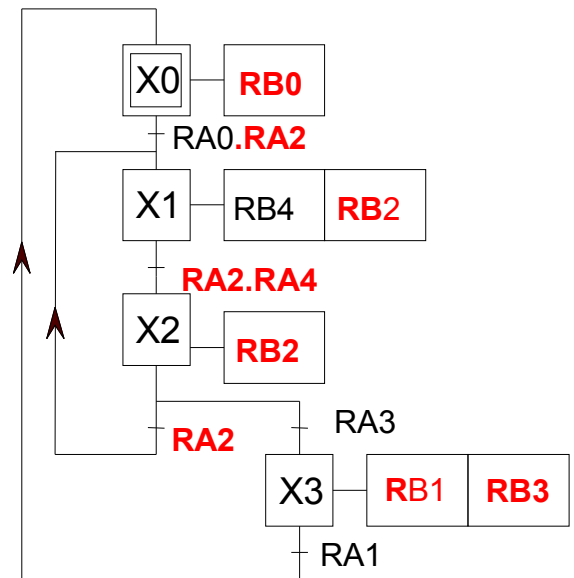 X0 RB0
RA0.RA2
X1 RB4 RB2
RA2.RA4
X2 RB2
RA2 RA3
X3 RB1 RB3
RA1